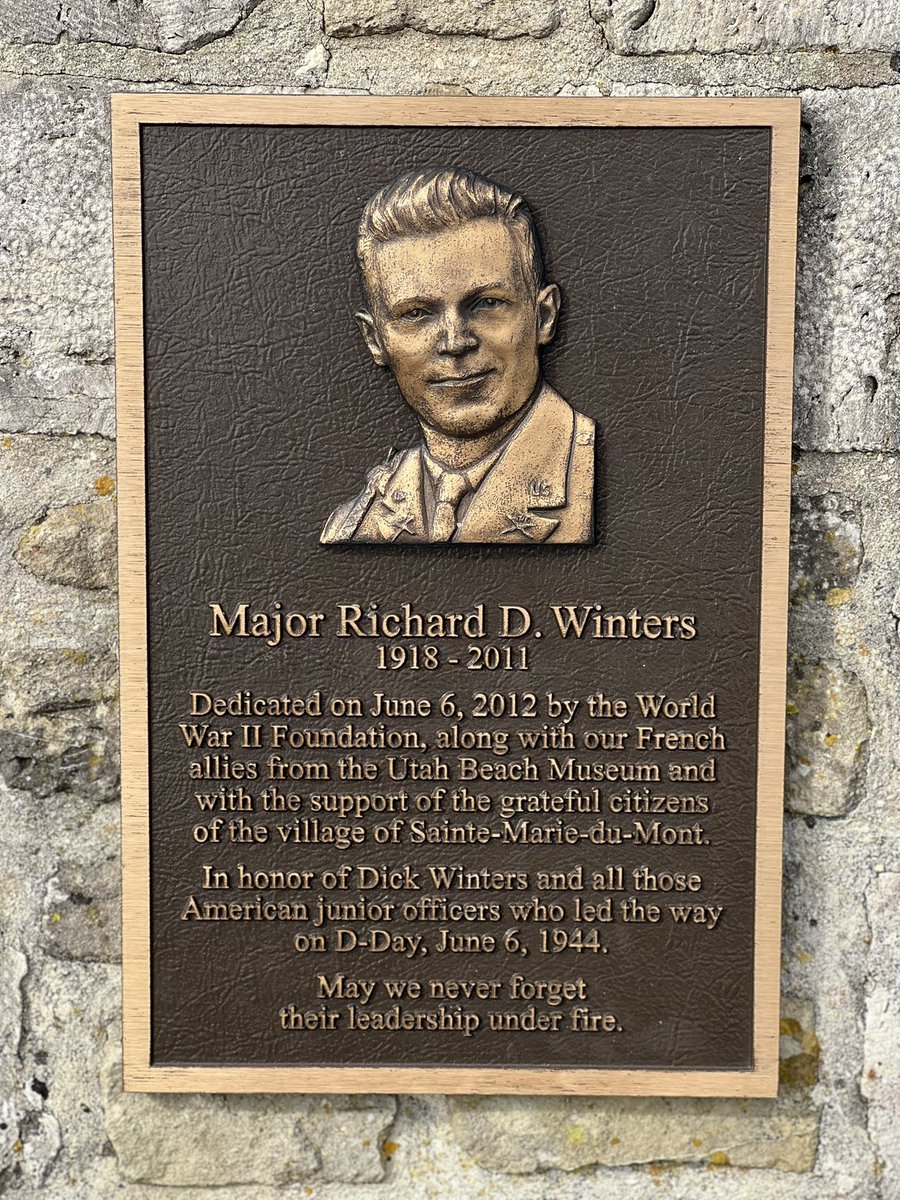 US
Major Richard D. Winters
1918 - 2011
Dedicated on June 6, 2012 by the World
War II Foundation, along with our French
allies from the Utah Beach Museum and
with the support of the grateful citizens
of the village of Sainte-Marie-du-Mont.
In honor of Dick Winters and all those
American junior officers who led the way
on D-Day, June 6, 1944.
May we never forget
their leadership under fire.